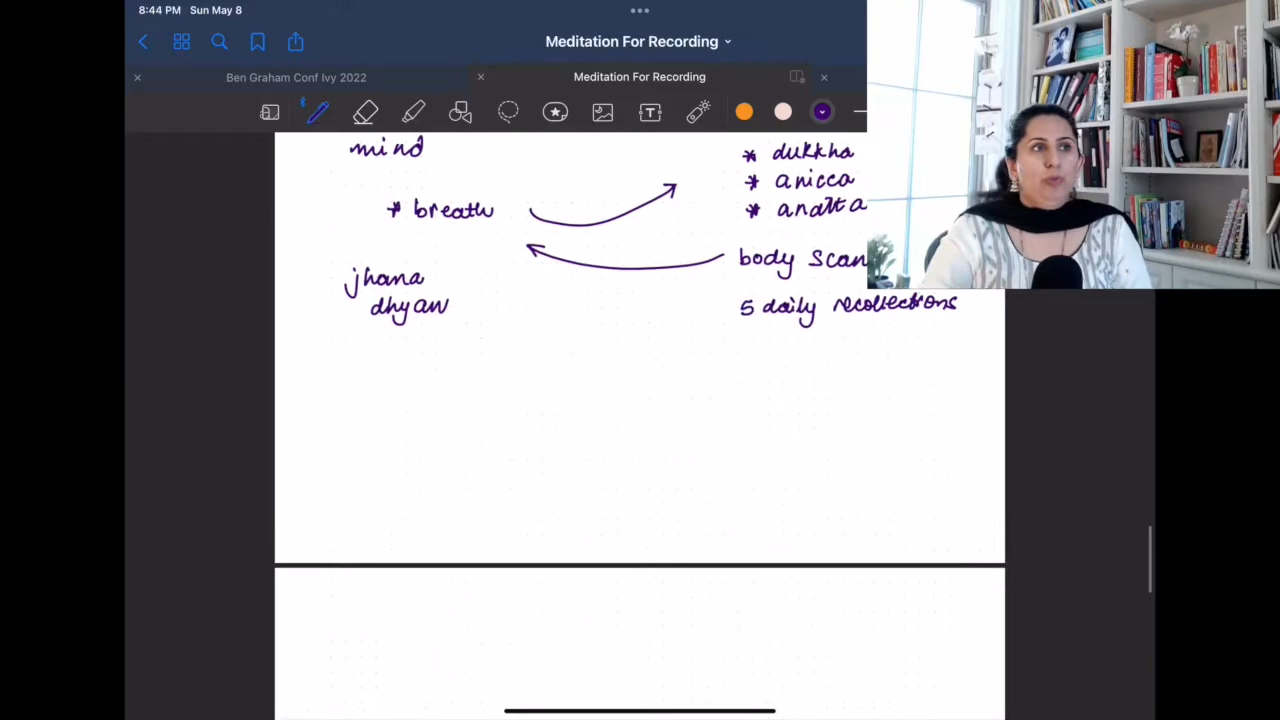 8:44 PM Sun May 8
Meditation For Recording
Ben Graham Conf Ivy 2022
Meditation For Recording
T
mind
* breath
jhana
dhyan
* dukkha
* anicca
* anatta
body scan
5 daily recollections